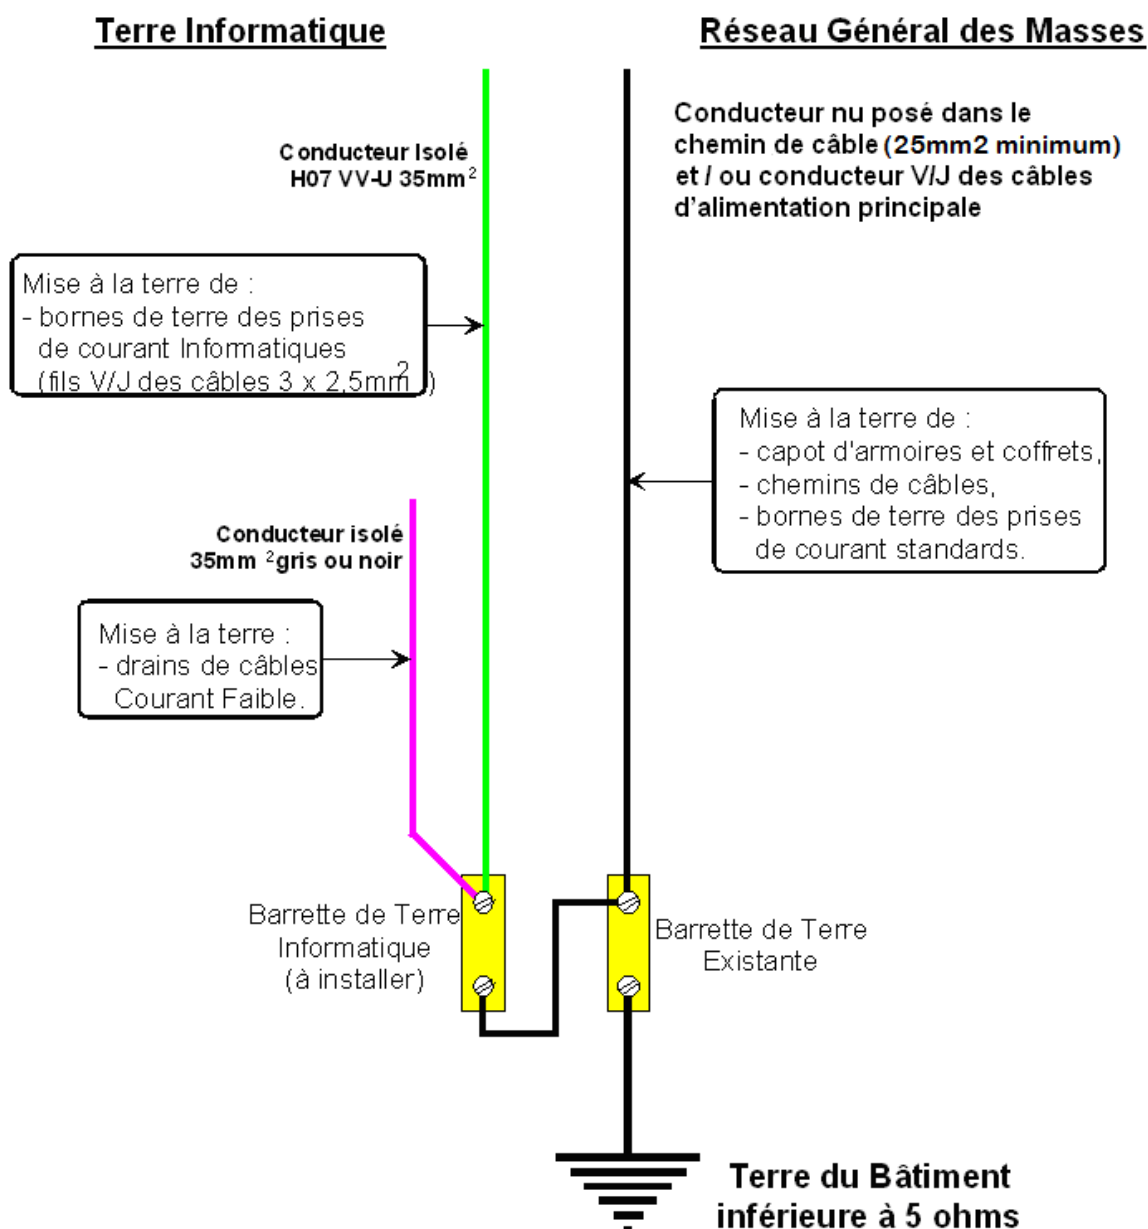 Terre Informatique
Réseau Général des Masses
Conducteur Isolé
H07 VV-U 35mm²
Conducteur nu posé dans le
chemin de câble (25mm2 minimum)
et / ou conducteur V/J des câbles
d'alimentation principale
Mise à la terre de :
- bornes de terre des prises
de courant Informatiques
(fils V/J des câbles 3 x 2,5mm² )
Mise à la terre de :
- capot d'armoires et coffrets,
- chemins de câbles,
- bornes de terre des prises
de courant standards.
Conducteur isolé
35mm ²gris ou noir
Mise à la terre :
- drains de câbles
Courant Faible.
Barrette de Terre
Informatique
(à installer)
Barrette de Terre
Existante
Terre du Bâtiment
inférieure à 5 ohms